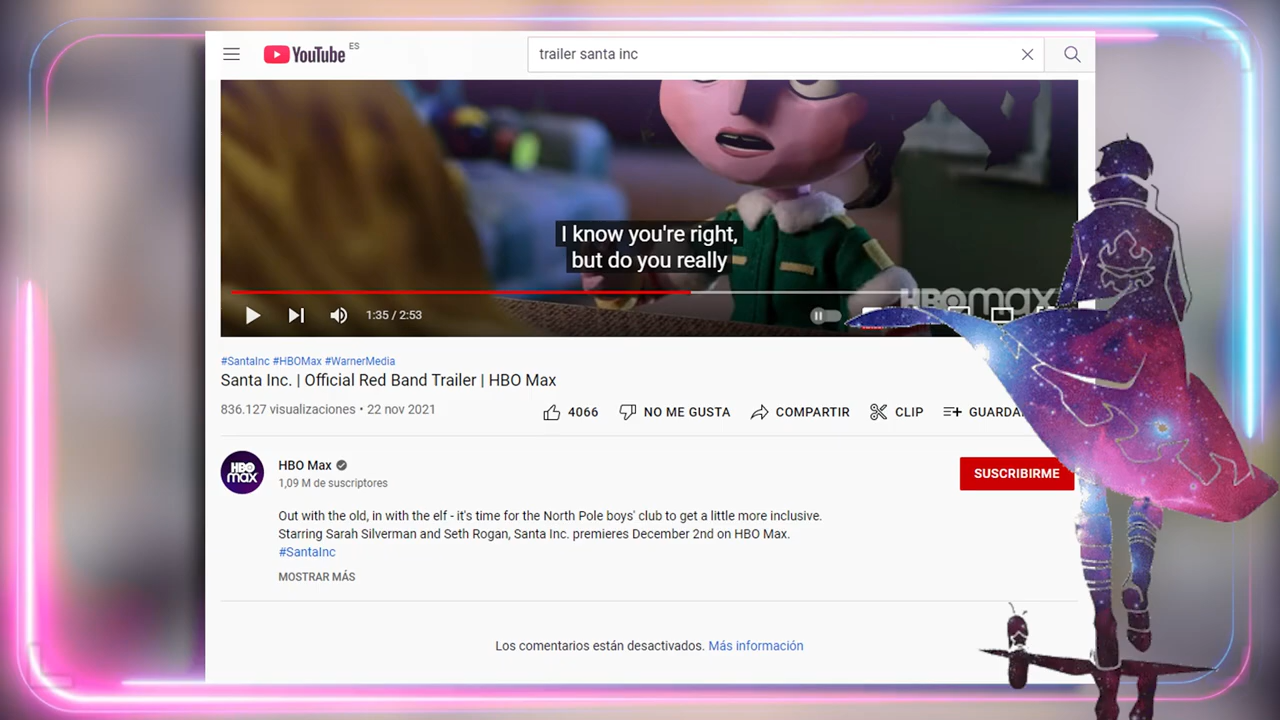 YouTube ES
trailer santa inc
I know you're right,
but do you really
HBOmax
1:35 / 2:53
#SantaInc #HBOMax #WarnerMedia
Santa Inc. | Official Red Band Trailer | HBO Max
836.127 visualizaciones • 22 nov 2021
4066 NO ME GUSTA COMPARTIR CLIP
HBO max
HBO Max
1,09 M de suscriptores
SUSCRIBIRME
Out with the old, in with the elf - it's time for the North Pole boys' club to get a little more inclusive.
Starring Sarah Silverman and Seth Rogan, Santa Inc. premieres December 2nd on HBO Max.
#SantaInc
MOSTRAR MÁS
Los comentarios están desactivados. Más información